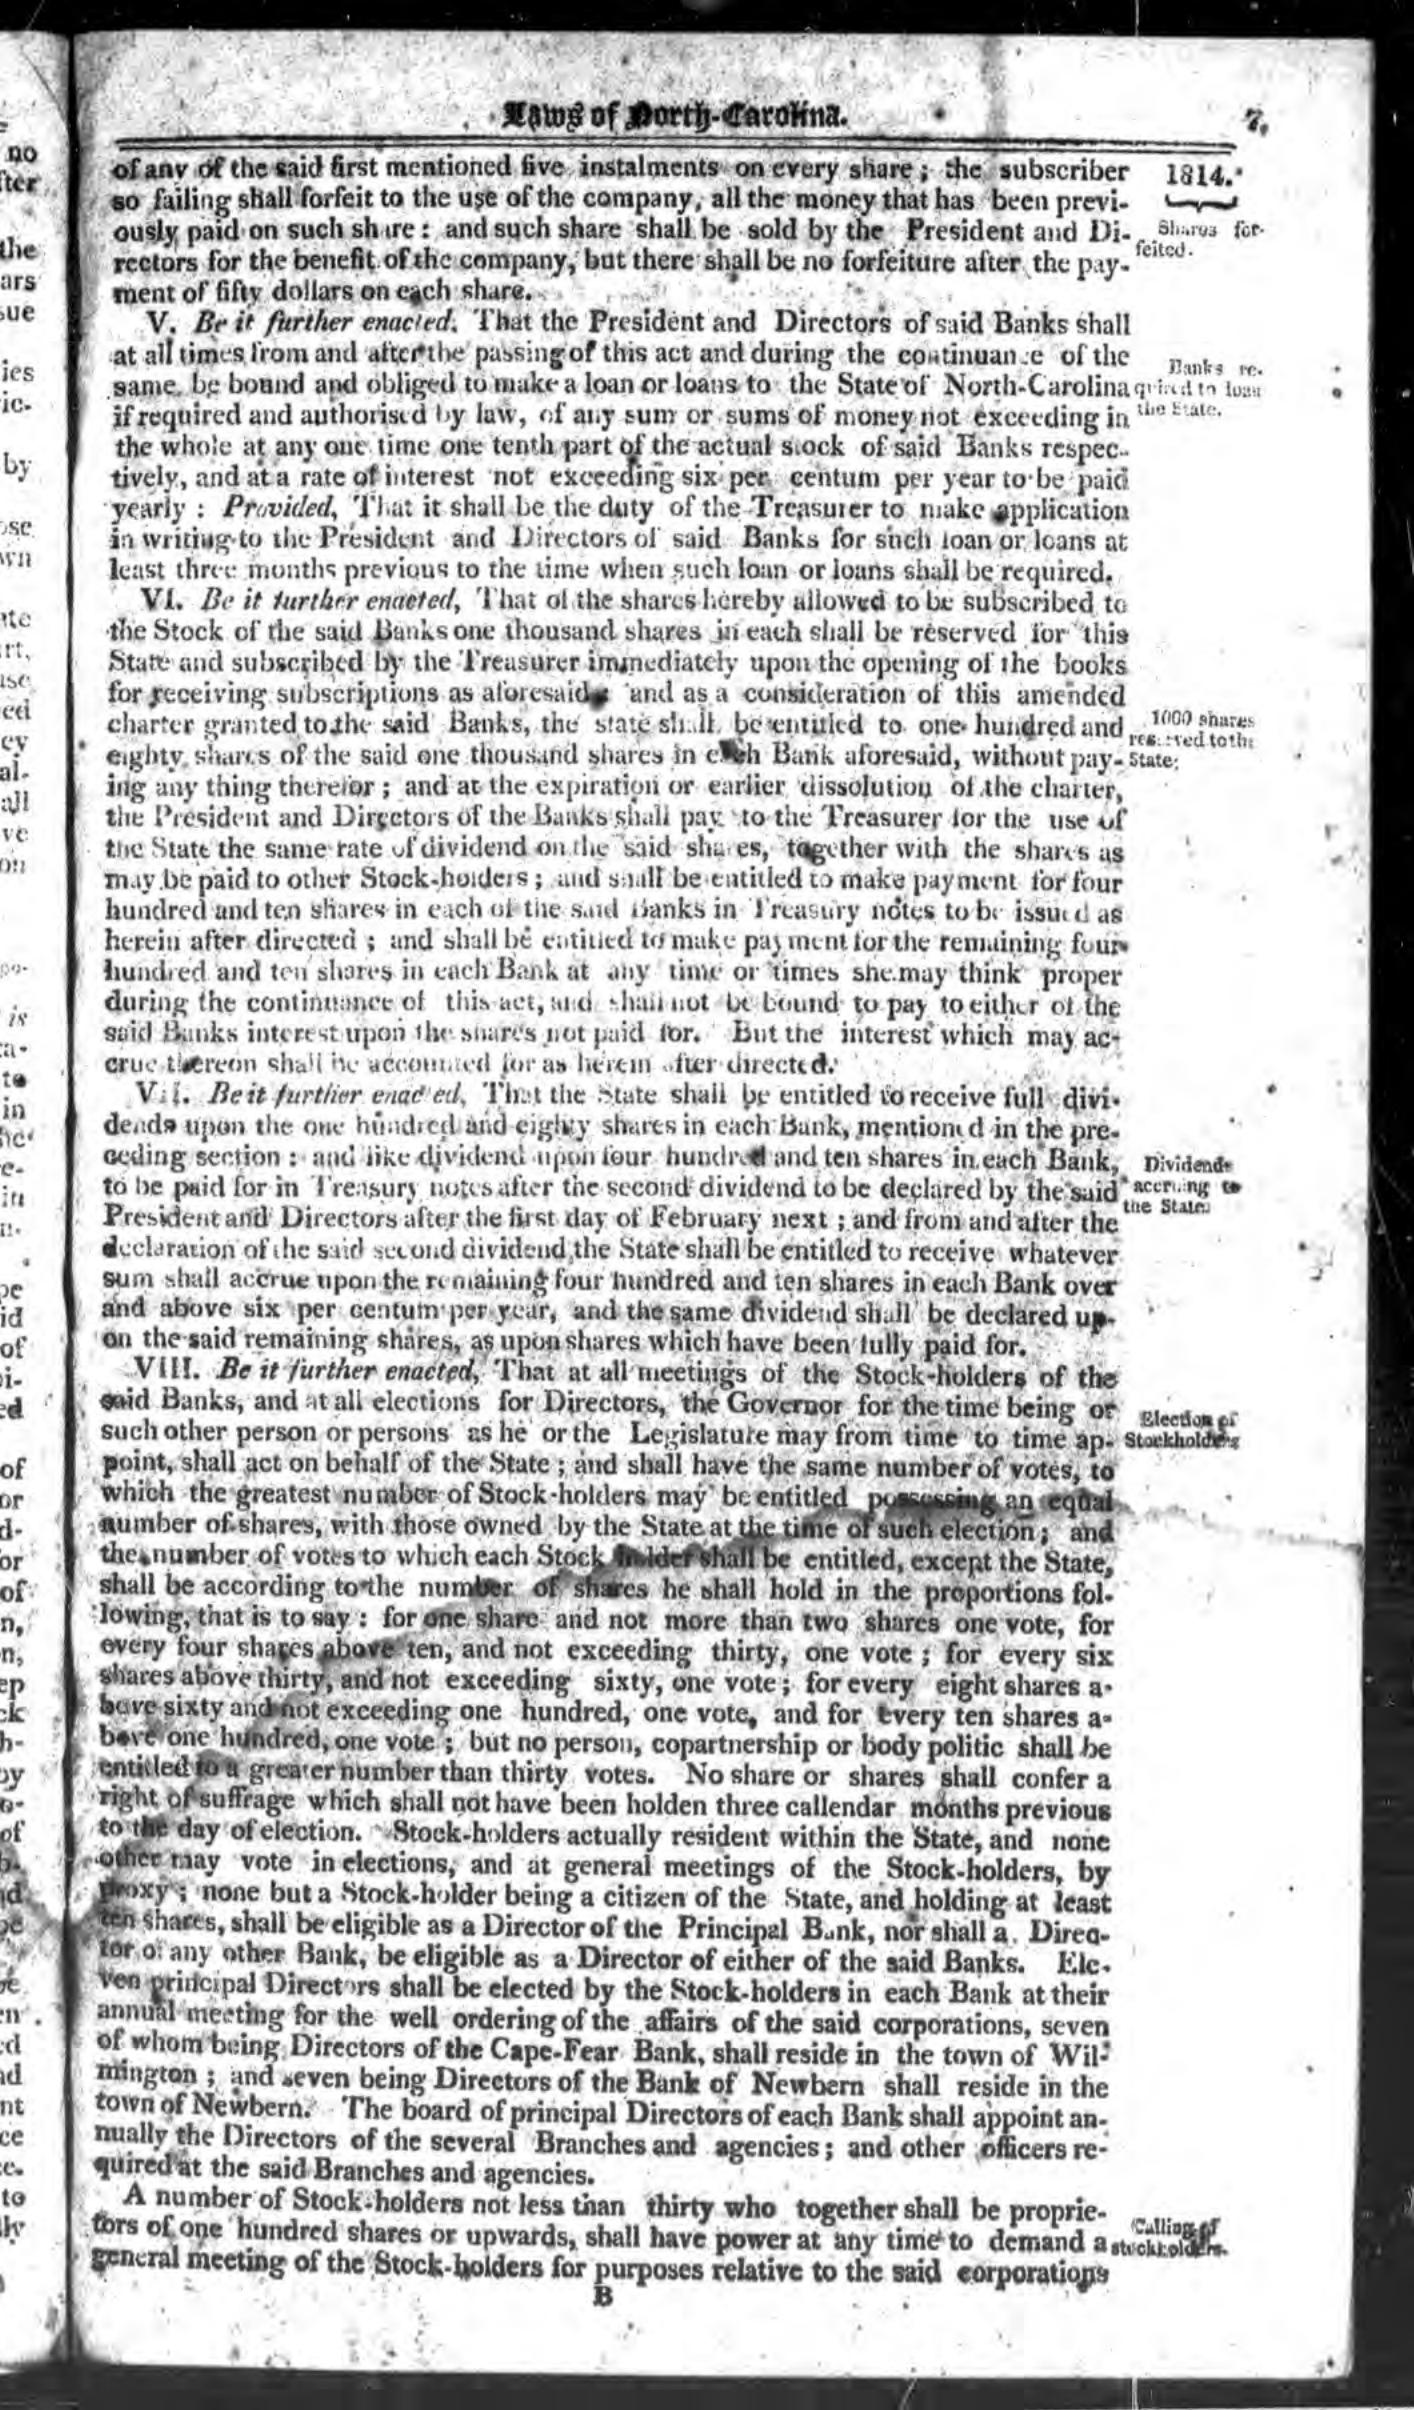 Laws of North-Carolina.
7.
of any of the said first mentioned five instalments on every share; the subscriber
so failing shall forfeit to the use of the company, all the money that has been previ-
ously paid on such share: and such share shall be sold by the President and Di-
rectors for the benefit of the company, but there shall be no forfeiture after the pay-
ment of fifty dollars on each share.
1814.
Shares for-
feited.
V. Be it further enacted, That the President and Directors of said Banks shall
at all times from and after the passing of this act and during the continuance of the
same be bound and obliged to make a loan or loans to the State of North-Carolina
if required and authorised by law, of any sum or sums of money not exceeding in
the whole at any one time one tenth part of the actual stock of said Banks respec-
tively, and at a rate of interest not exceeding six per centum per year to be paid
yearly: Provided, That it shall be the duty of the Treasurer to make application
in writing to the President and Directors of said Banks for such loan or loans at
least three months previous to the time when such loan or loans shall be required.
Banks re-
quired to loan
the State.
VI. Be it further enacted, That of the shares hereby allowed to be subscribed to
the Stock of the said Banks one thousand shares in each shall be reserved for this
State and subscribed by the Treasurer immediately upon the opening of the books
for receiving subscriptions as aforesaid; and as a consideration of this amended
charter granted to the said Banks, the state shall be entitled to one hundred and
eighty shares of the said one thousand shares in each Bank aforesaid, without pay-
ing any thing therefor; and at the expiration or earlier dissolution of the charter,
the President and Directors of the Banks shall pay to the Treasurer for the use of
the State the same rate of dividend on the said shares, together with the shares as
may be paid to other Stock-holders; and shall be entitled to make payment for four
hundred and ten shares in each of the said Banks in Treasury notes to be issued as
herein after directed; and shall be entitled to make payment for the remaining four
hundred and ten shares in each Bank at any time or times she may think proper
during the continuance of this act, and shall not be bound to pay to either of the
said Banks interest upon the shares not paid for. But the interest which may ac-
crue thereon shall be accounted for as herein after directed.
1000 shares
reserved to the
State;
VII. Be it further enacted, That the State shall be entitled to receive full divi-
dends upon the one hundred and eighty shares in each Bank, mentioned in the pre-
ceding section: and like dividend upon four hundred and ten shares in each Bank,
to be paid for in Treasury notes after the second dividend to be declared by the said
President and Directors after the first day of February next; and from and after the
declaration of the said second dividend, the State shall be entitled to receive whatever
sum shall accrue upon the remaining four hundred and ten shares in each Bank over
and above six per centum per year, and the same dividend shall be declared up-
on the said remaining shares, as upon shares which have been fully paid for.
Dividends
accruing to
the State.
VIII. Be it further enacted, That at all meetings of the Stock-holders of the
said Banks, and at all elections for Directors, the Governor for the time being or
such other person or persons as he or the Legislature may from time to time ap-
point, shall act on behalf of the State; and shall have the same number of votes, to
which the greatest number of Stock-holders may be entitled possessing an equal
number of shares, with those owned by the State at the time of such election; and
the number of votes to which each Stock holder shall be entitled, except the State,
shall be according to the number of shares he shall hold in the proportions fol-
lowing, that is to say: for one share and not more than two shares one vote, for
every four shares above ten, and not exceeding thirty, one vote; for every six
shares above thirty, and not exceeding sixty, one vote; for every eight shares a-
bove sixty and not exceeding one hundred, one vote, and for every ten shares a-
bove one hundred, one vote; but no person, copartnership or body politic shall be
entitled to a greater number than thirty votes. No share or shares shall confer a
right of suffrage which shall not have been holden three callendar months previous
to the day of election. Stock-holders actually resident within the State, and none
other may vote in elections, and at general meetings of the Stock-holders, by
proxy; none but a Stock-holder being a citizen of the State, and holding at least
ten shares, shall be eligible as a Director of the Principal Bank, nor shall a Direc-
tor of any other Bank, be eligible as a Director of either of the said Banks. Ele-
ven principal Directors shall be elected by the Stock-holders in each Bank at their
annual meeting for the well ordering of the affairs of the said corporations, seven
of whom being Directors of the Cape-Fear Bank, shall reside in the town of Wil-
mington; and seven being Directors of the Bank of Newbern shall reside in the
town of Newbern. The board of principal Directors of each Bank shall appoint an-
nually the Directors of the several Branches and agencies; and other officers re-
quired at the said Branches and agencies.
Election of
Stockholders
A number of Stock-holders not less than thirty who together shall be proprie-
tors of one hundred shares or upwards, shall have power at any time to demand a
general meeting of the Stock-holders for purposes relative to the said corporations
Calling of
stockholders.
B